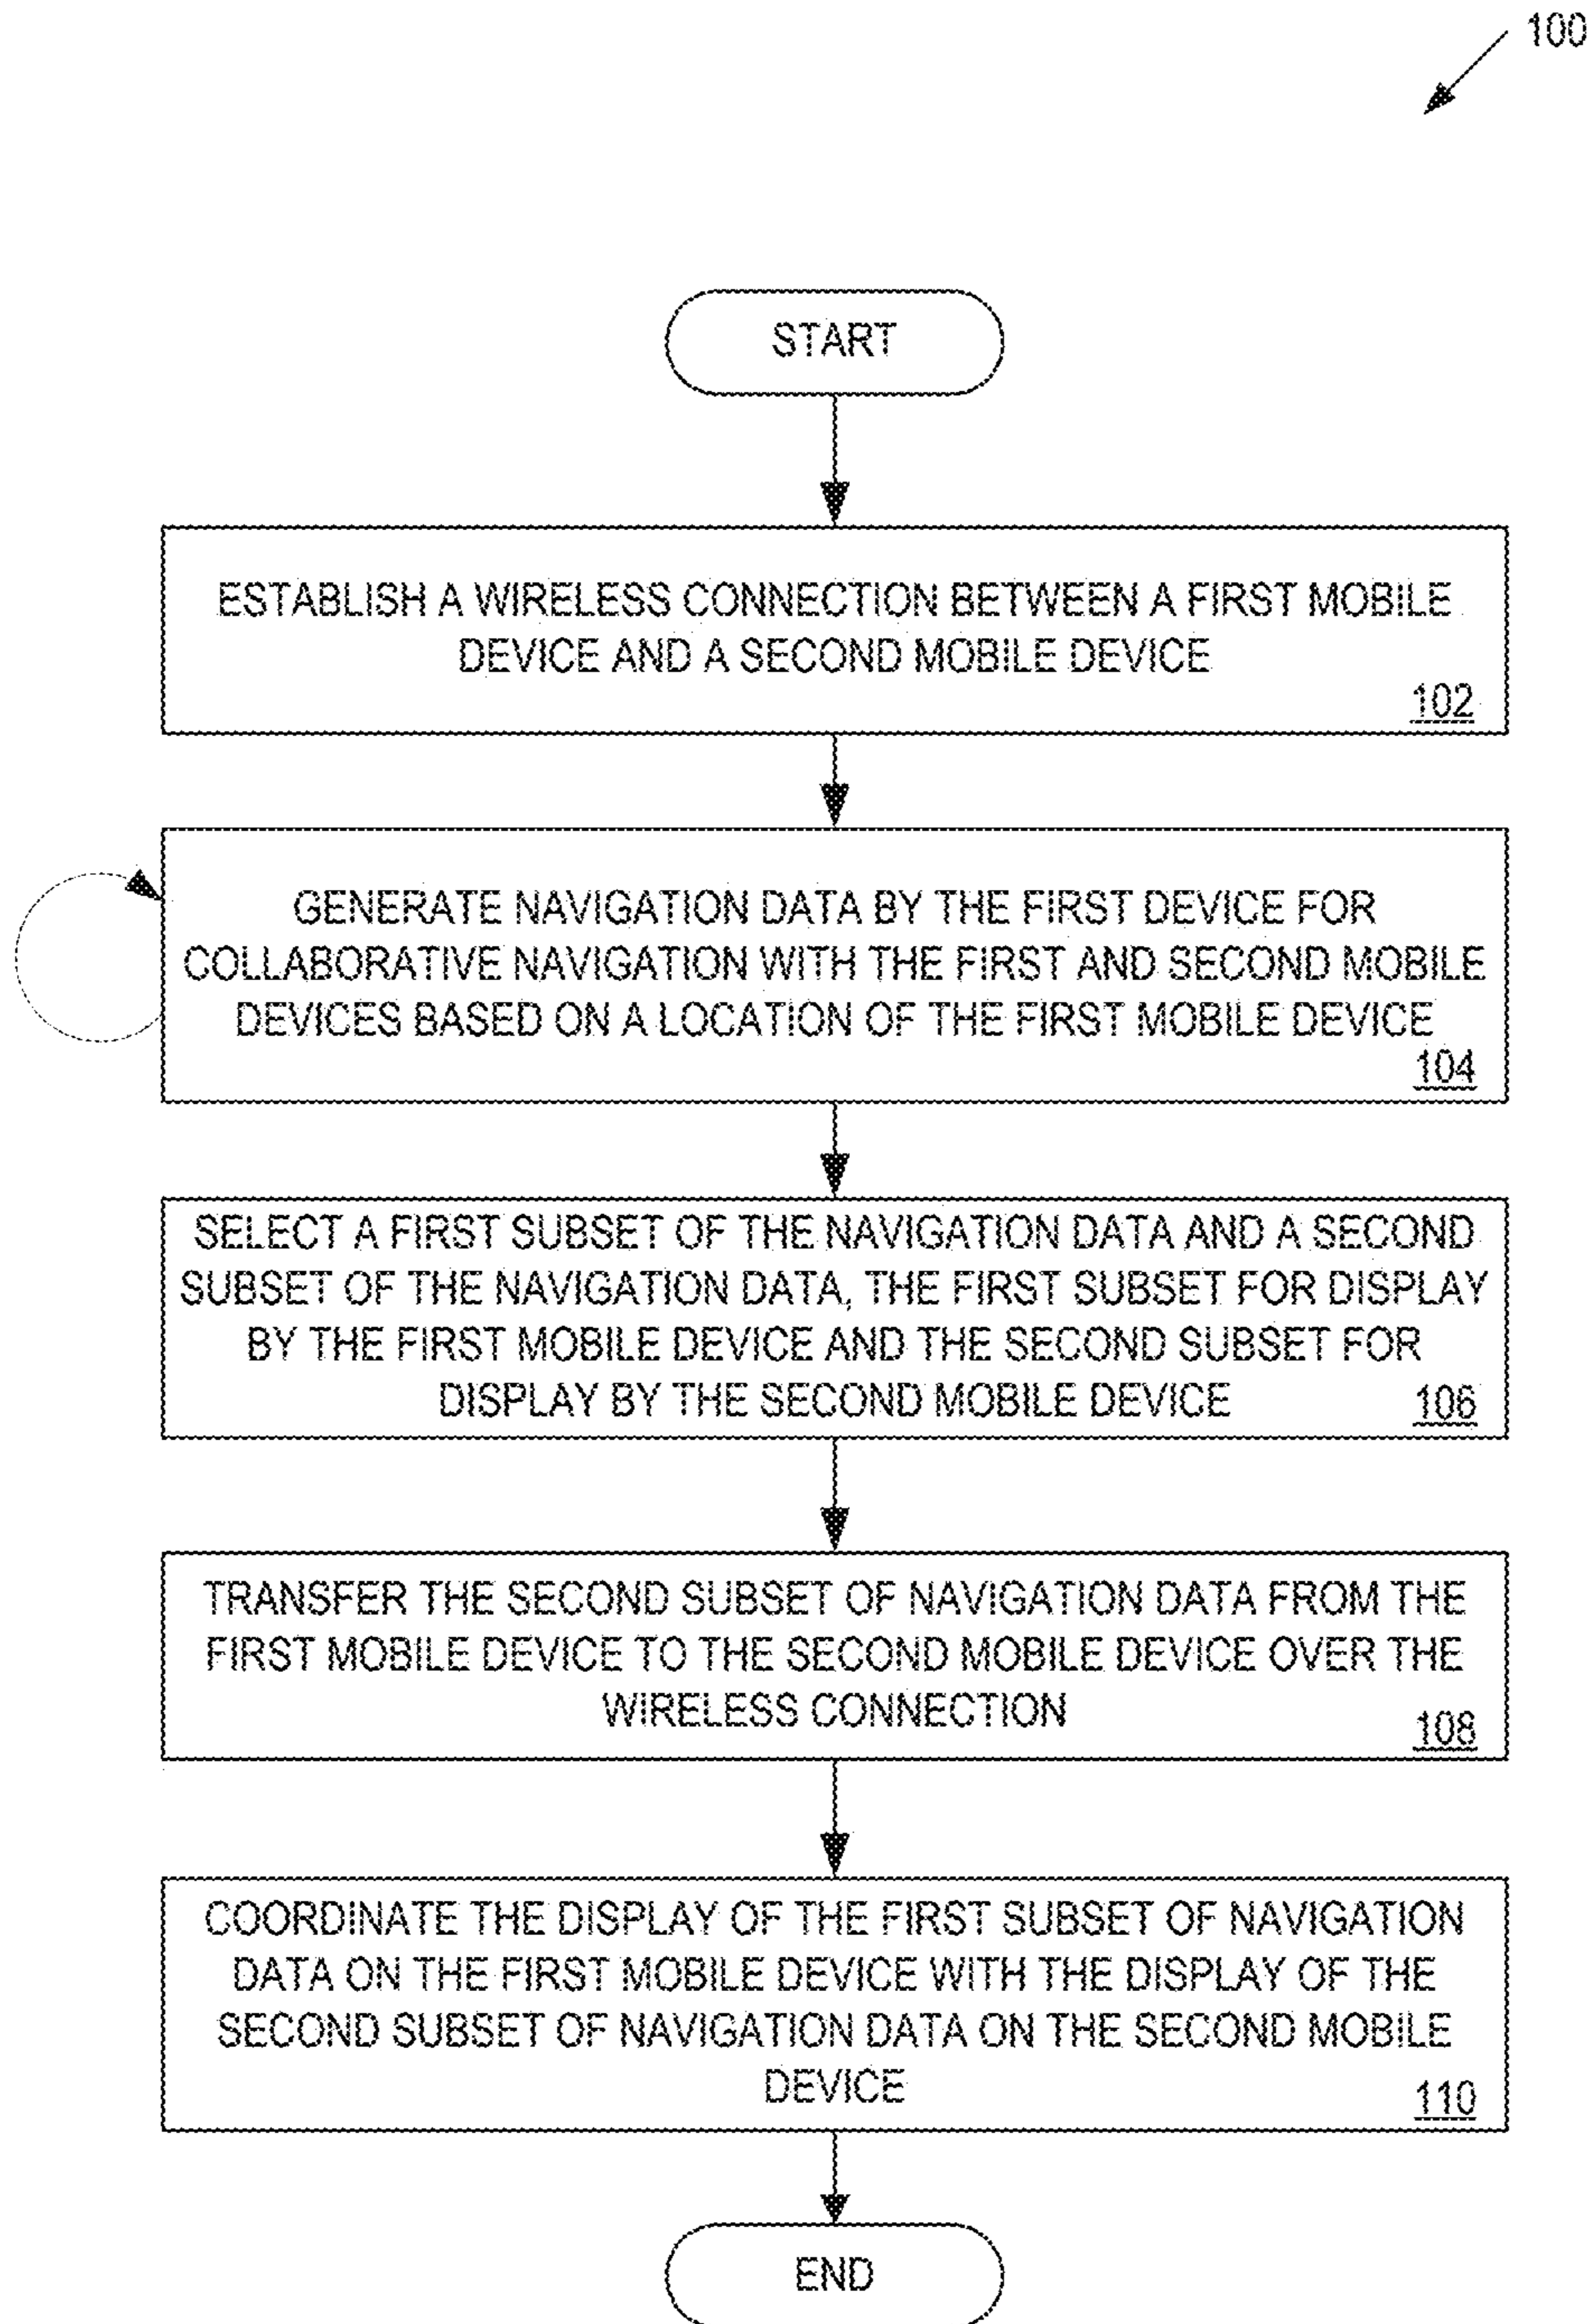 100
START
ESTABLISH A WIRELESS CONNECTION BETWEEN A FIRST MOBILE
DEVICE AND A SECOND MOBILE DEVICE
102
GENERATE NAVIGATION DATA BY THE FIRST DEVICE FOR
COLLABORATIVE NAVIGATION WITH THE FIRST AND SECOND MOBILE
DEVICES BASED ON A LOCATION OF THE FIRST MOBILE DEVICE
104
SELECT A FIRST SUBSET OF THE NAVIGATION DATA AND A SECOND
SUBSET OF THE NAVIGATION DATA, THE FIRST SUBSET FOR DISPLAY
BY THE FIRST MOBILE DEVICE AND THE SECOND SUBSET FOR
DISPLAY BY THE SECOND MOBILE DEVICE
106
TRANSFER THE SECOND SUBSET OF NAVIGATION DATA FROM THE
FIRST MOBILE DEVICE TO THE SECOND MOBILE DEVICE OVER THE
WIRELESS CONNECTION
108
COORDINATE THE DISPLAY OF THE FIRST SUBSET OF NAVIGATION
DATA ON THE FIRST MOBILE DEVICE WITH THE DISPLAY OF THE
SECOND SUBSET OF NAVIGATION DATA ON THE SECOND MOBILE
DEVICE
110
END